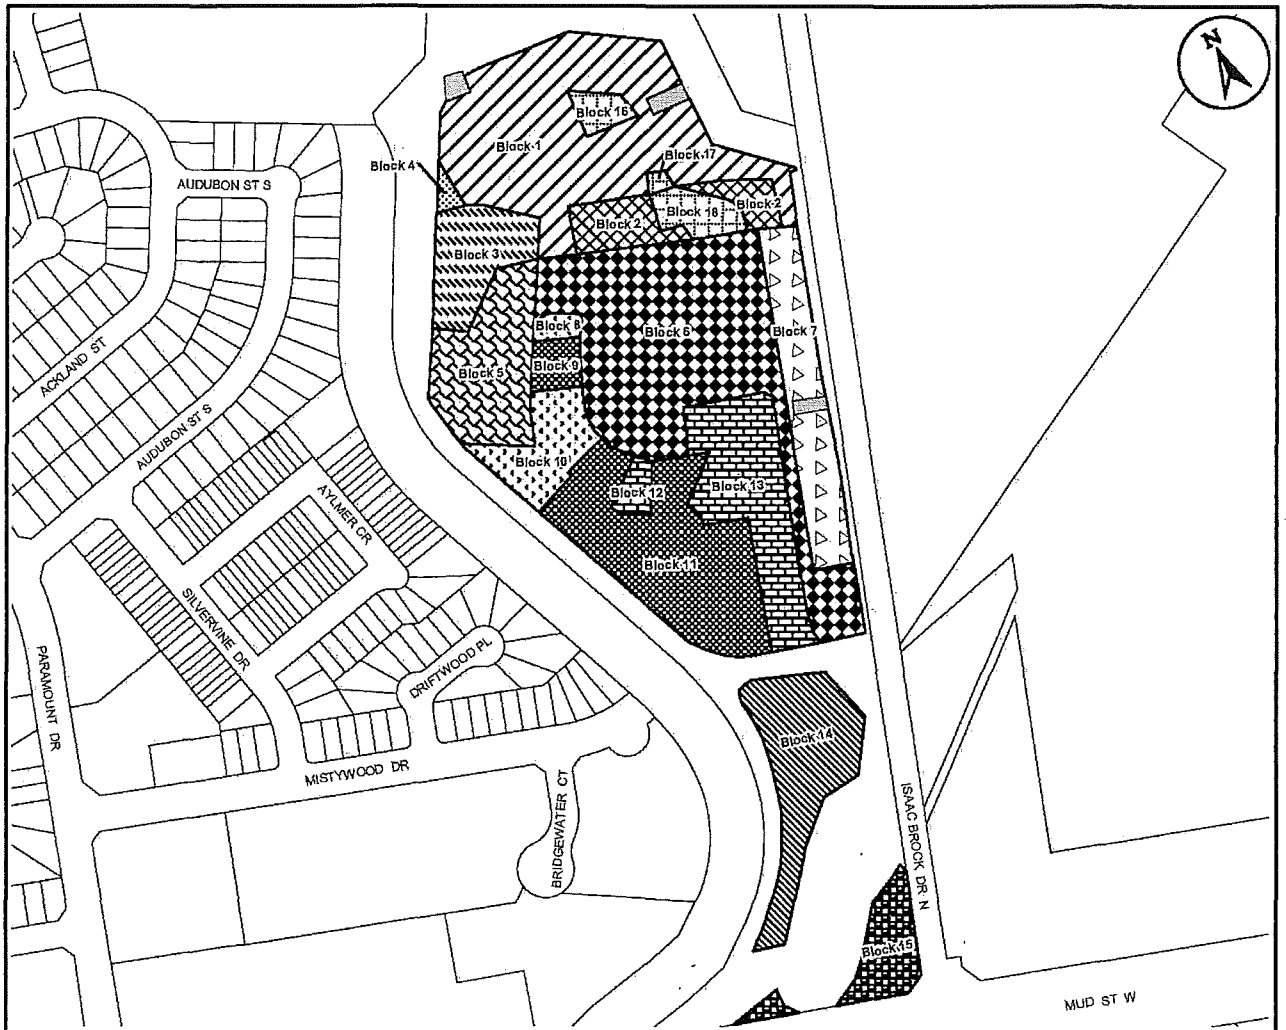 N
Block 16
Block 1
Block 17
Block 4
AUDUBON ST S
Block 2
Block 18
Block 2
Block 3
Block 8
Block 6
Block 7
Block 9
Block 5
ACKLAND ST
AUDUBON ST S
Block 10
Block 12
Block 13
AYLMER CR
Block 11
SILVERVINE DR
DRIFTWOOD PL
PARAMOUNT DR
Block 14
MISTYWOOD DR
BRIDGEWATER CT
ISAAC BROCK DR N
Block 15
MUD ST W